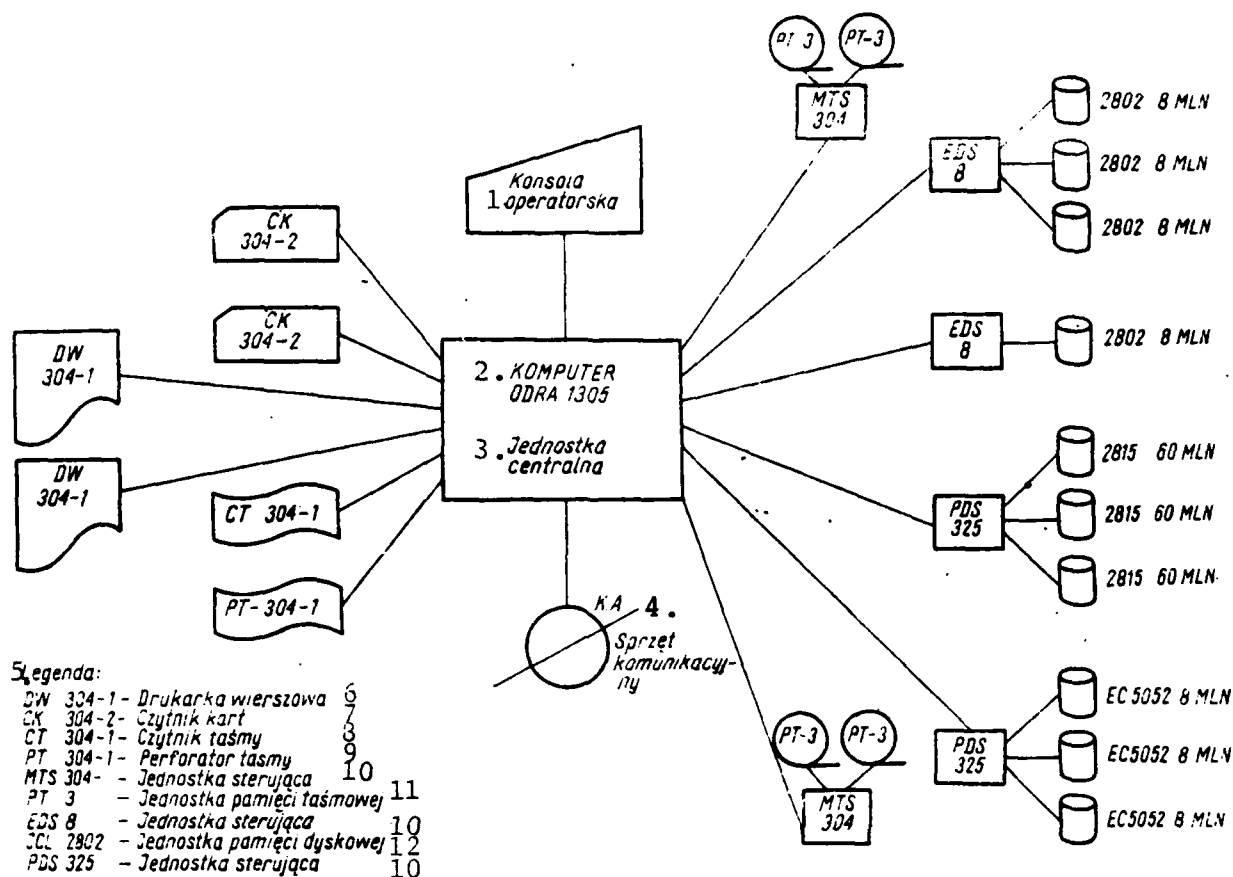 PT-3
PT-3
MTS
304
2802 8 MLN
EDS
8
2802 8 MLN
2802 8 MLN
1. Konsola
operatorska
CK
304-2
CK
304-2
DW
304-1
DW
304-1
2. KOMPUTER
ODRA 1305
3. Jednostka
centralna
EDS
8
2802 8 MLN
2815 60 MLN
PDS
325
2815 60 MLN
2815 60 MLN
CT 304-1
PT-304-1
KA 4.
Sprzęt
komunikacyj-
ny
EC5052 8 MLN
PDS
325
EC5052 8 MLN
EC5052 8 MLN
PT-3
PT-3
MTS
304
5. Legenda:
DW 304-1 - Drukarka wierszowa 6
CK 304-2 - Czytnik kart 7
CT 304-1 - Czytnik taśmy 8
PT 304-1 - Perforator taśmy 9
MTS 304- - Jednostka sterująca 10
PT 3 - Jednostka pamięci taśmowej 11
EDS 8 - Jednostka sterująca 10
2802 - Jednostka pamięci dyskowej 12
PDS 325 - Jednostka sterująca 10